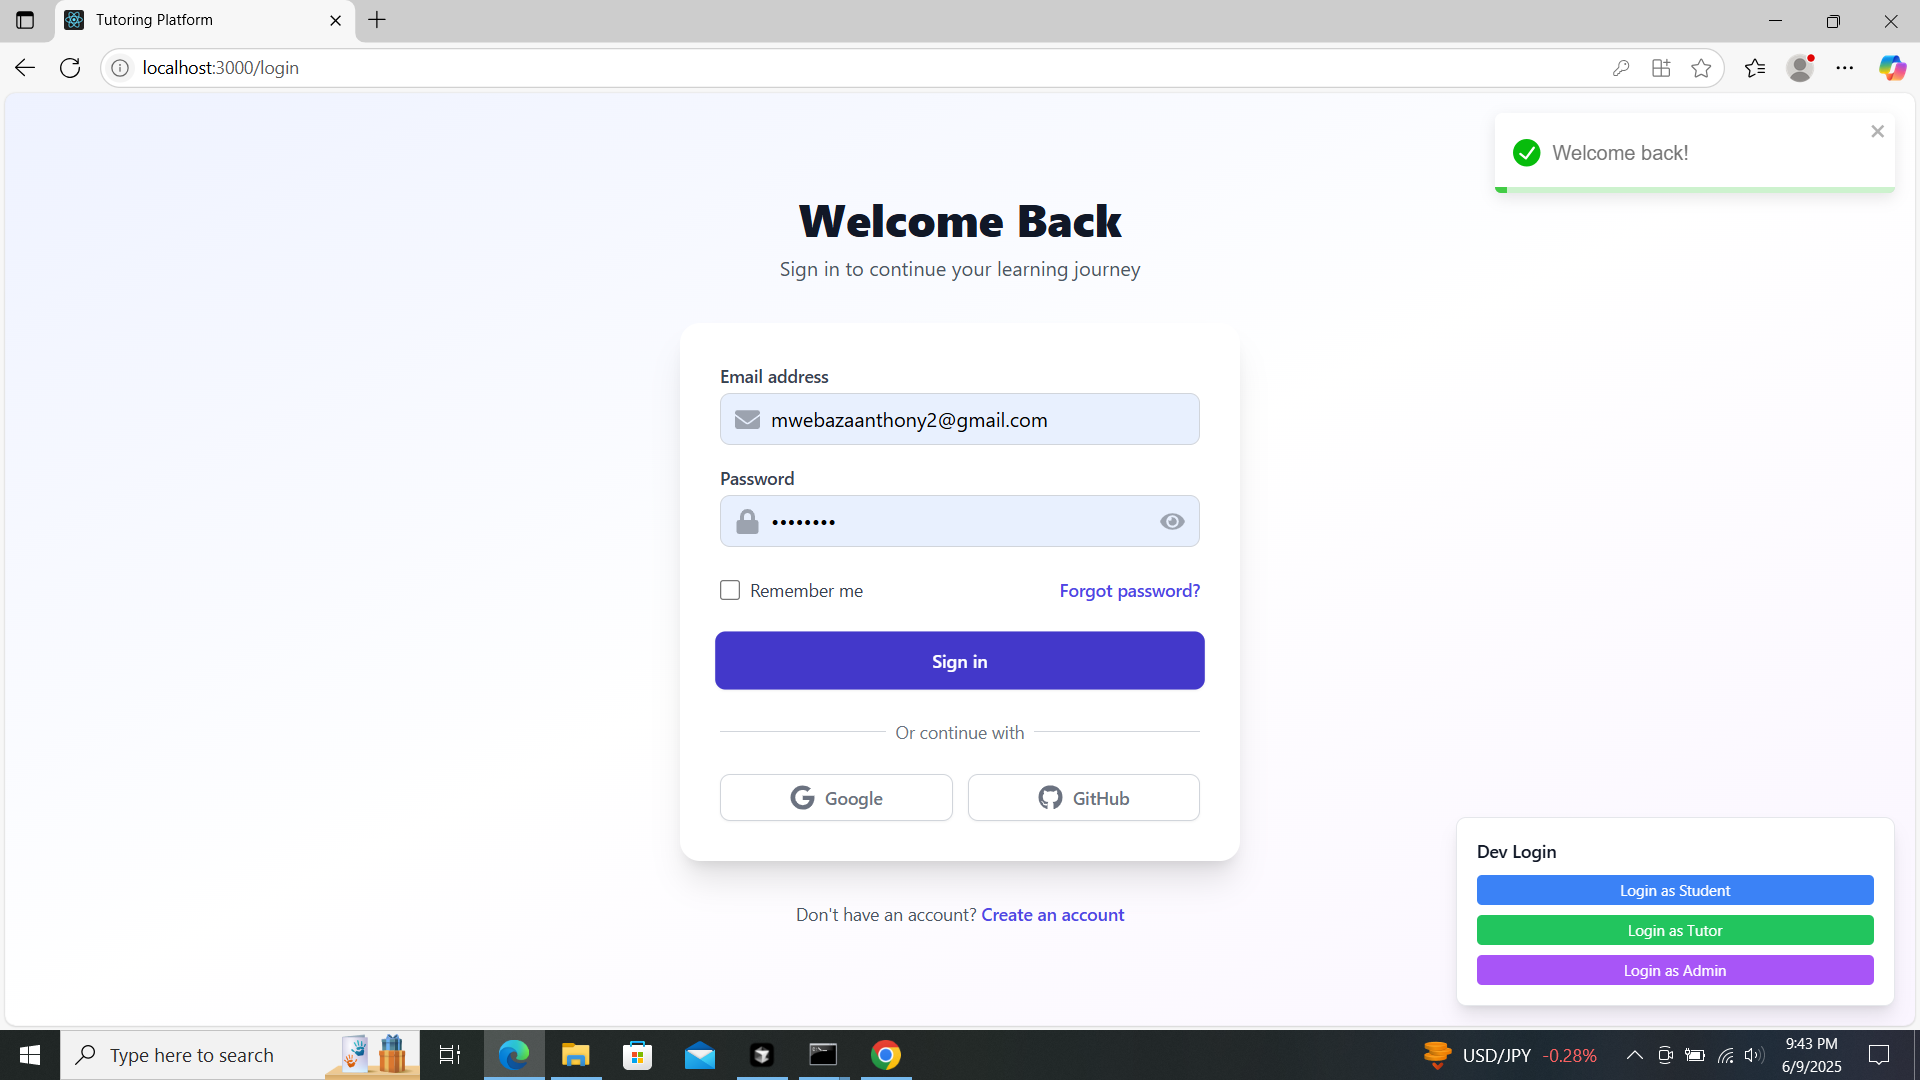 Tutoring Platform
localhost:3000/login
Welcome back!
Welcome Back
Sign in to continue your learning journey
Email address
mwebazaanthony2@gmail.com
Password
••••••••
Remember me
Forgot password?
Sign in
Or continue with
Google
GitHub
Don't have an account? Create an account
Dev Login
Login as Student
Login as Tutor
Login as Admin
Type here to search
USD/JPY -0.28%
9:43 PM
6/9/2025